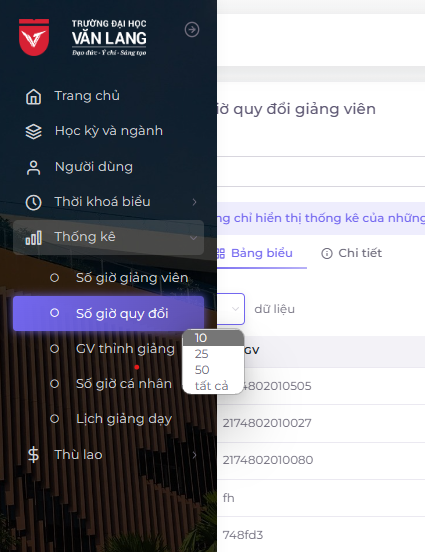 TRƯỜNG ĐẠI HỌC
VĂN LANG
Đạo đức - Ý chí - Sáng tạo
Trang chủ
Học kỳ và ngành
Người dùng
Thời khoá biểu
Thống kê
Số giờ giảng viên
Số giờ quy đổi
GV thỉnh giảng
Số giờ cá nhân
Lịch giảng dạy
Thù lao
giờ quy đổi giảng viên
chỉ hiển thị thống kê của những
Bảng biểu
Chi tiết
dữ liệu
10
25
50
tất cả
GV
2174802010505
2174802010027
2174802010080
fh
748fd3